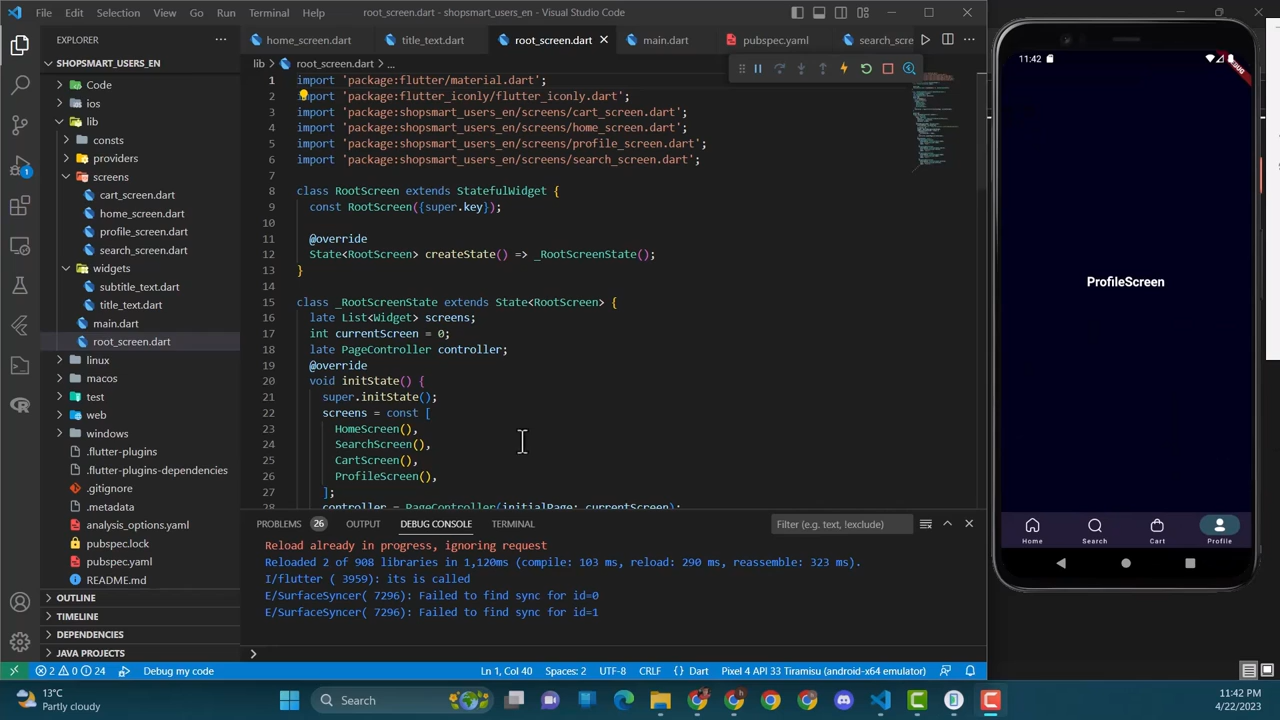 File Edit Selection View Go Run Terminal Help
root_screen.dart - shopsmart_users_en - Visual Studio Code
EXPLORER
SHOPSMART_USERS_EN
Code
ios
lib
consts
providers
screens
cart_screen.dart
home_screen.dart
profile_screen.dart
search_screen.dart
widgets
subtitle_text.dart
title_text.dart
main.dart
root_screen.dart
linux
macos
test
web
windows
.flutter-plugins
.flutter-plugins-dependencies
.gitignore
.metadata
analysis_options.yaml
pubspec.lock
pubspec.yaml
README.md
OUTLINE
TIMELINE
DEPENDENCIES
JAVA PROJECTS
1
home_screen.dart title_text.dart root_screen.dart main.dart pubspec.yaml search_scre
lib > root_screen.dart > ...
1 import 'package:flutter/material.dart';
2 import 'package:flutter_iconly/flutter_iconly.dart';
3 import 'package:shopsmart_users_en/screens/cart_screen.dart';
4 import 'package:shopsmart_users_en/screens/home_screen.dart';
5 import 'package:shopsmart_users_en/screens/profile_screen.dart';
6 import 'package:shopsmart_users_en/screens/search_screen.dart';
7
8 class RootScreen extends StatefulWidget {
9 const RootScreen({super.key});
10
11 @override
12 State<RootScreen> createState() => _RootScreenState();
13 }
14
15 class _RootScreenState extends State<RootScreen> {
16 late List<Widget> screens;
17 int currentScreen = 0;
18 late PageController controller;
19 @override
20 void initState() {
21 super.initState();
22 screens = const [
23 HomeScreen(),
24 SearchScreen(),
25 CartScreen(),
26 ProfileScreen(),
27 ];
28 controller = PageController(initialPage: currentScreen);
PROBLEMS 26 OUTPUT DEBUG CONSOLE TERMINAL
Filter (e.g. text, !exclude)
Reload already in progress, ignoring request
Reloaded 2 of 908 libraries in 1,120ms (compile: 103 ms, reload: 290 ms, reassemble: 323 ms).
I/flutter ( 3959): its is called
E/SurfaceSyncer( 7296): Failed to find sync for id=0
E/SurfaceSyncer( 7296): Failed to find sync for id=1
2 0 24 Debug my code
Ln 1, Col 40 Spaces: 2 UTF-8 CRLF {} Dart Pixel 4 API 33 Tiramisu (android-x64 emulator)
11:42
ProfileScreen
Home Search Cart Profile
13°C
Partly cloudy
Search
11:42 PM
4/22/2023